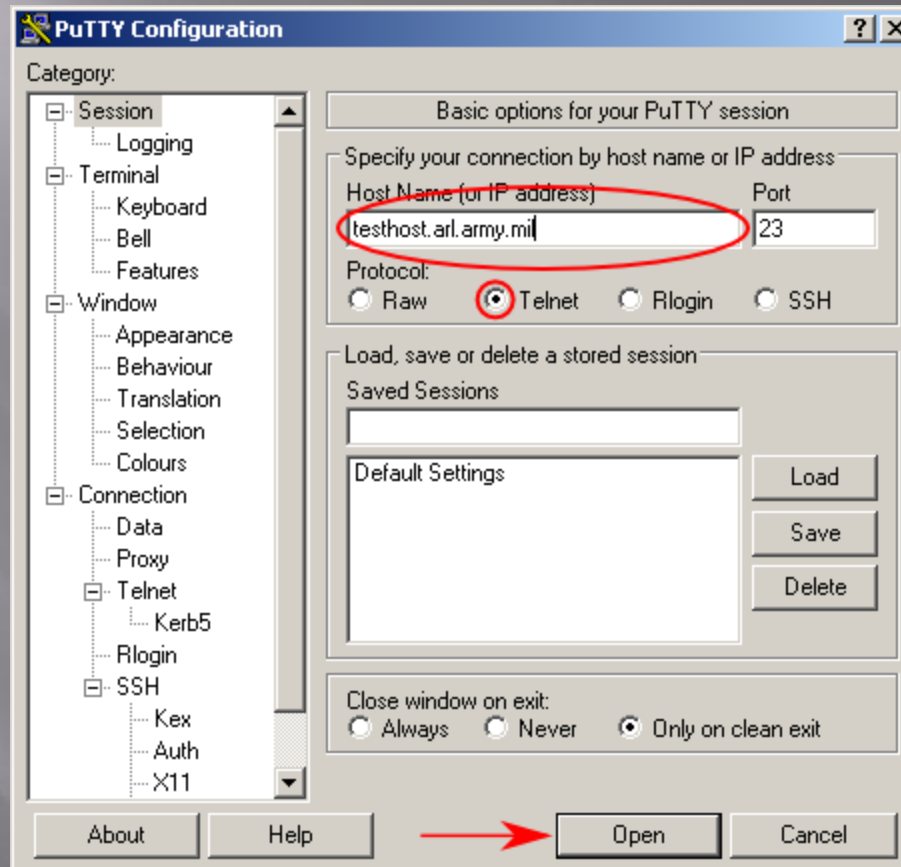 PuTTY Configuration
Category:
Session
Logging
Terminal
Keyboard
Bell
Features
Window
Appearance
Behaviour
Translation
Selection
Colours
Connection
Data
Proxy
Telnet
Kerb5
Rlogin
SSH
Kex
Auth
X11
Basic options for your PuTTY session
Specify your connection by host name or IP address
Host Name (or IP address) Port
testhost.arl.army.mil 23
Protocol:
Raw Telnet Rlogin SSH
Load, save or delete a stored session
Saved Sessions
Default Settings
Load
Save
Delete
Close window on exit:
Always Never Only on clean exit
About Help Open Cancel